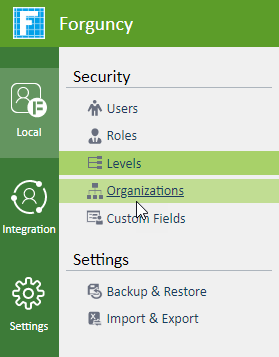 Forguncy
Security
Users
Roles
Local
Levels
Organizations
Custom Fields
Integration
Settings
Backup & Restore
Import & Export
Settings